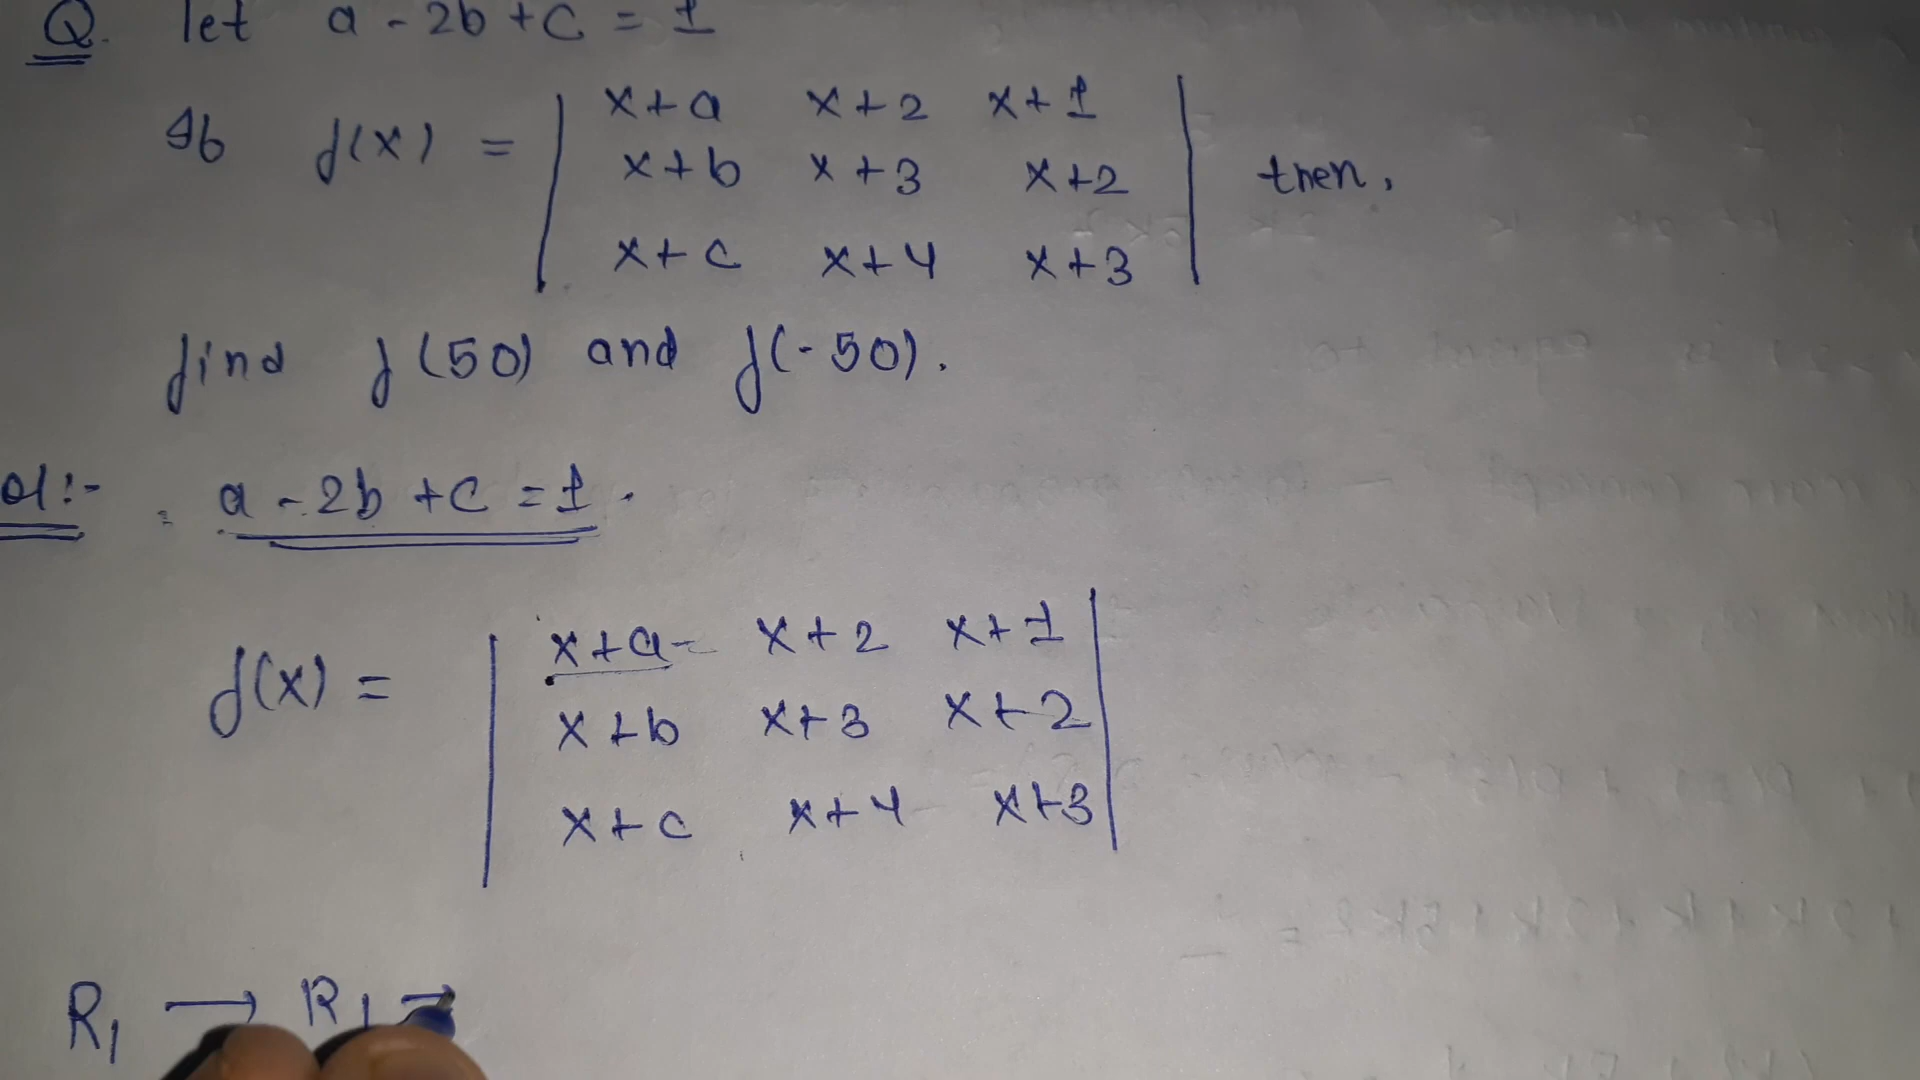 Q. let a - 2b + c = 1
If f(x) = | x+a x+2 x+1 |
| x+b x+3 x+2 | then,
| x+c x+4 x+3 |
find f(50) and f(-50).
ol:- a - 2b + c = 1.
f(x) = | x+a x+2 x+1 |
| x+b x+3 x+2 |
| x+c x+4 x+3 |
R₁ → R₁ -